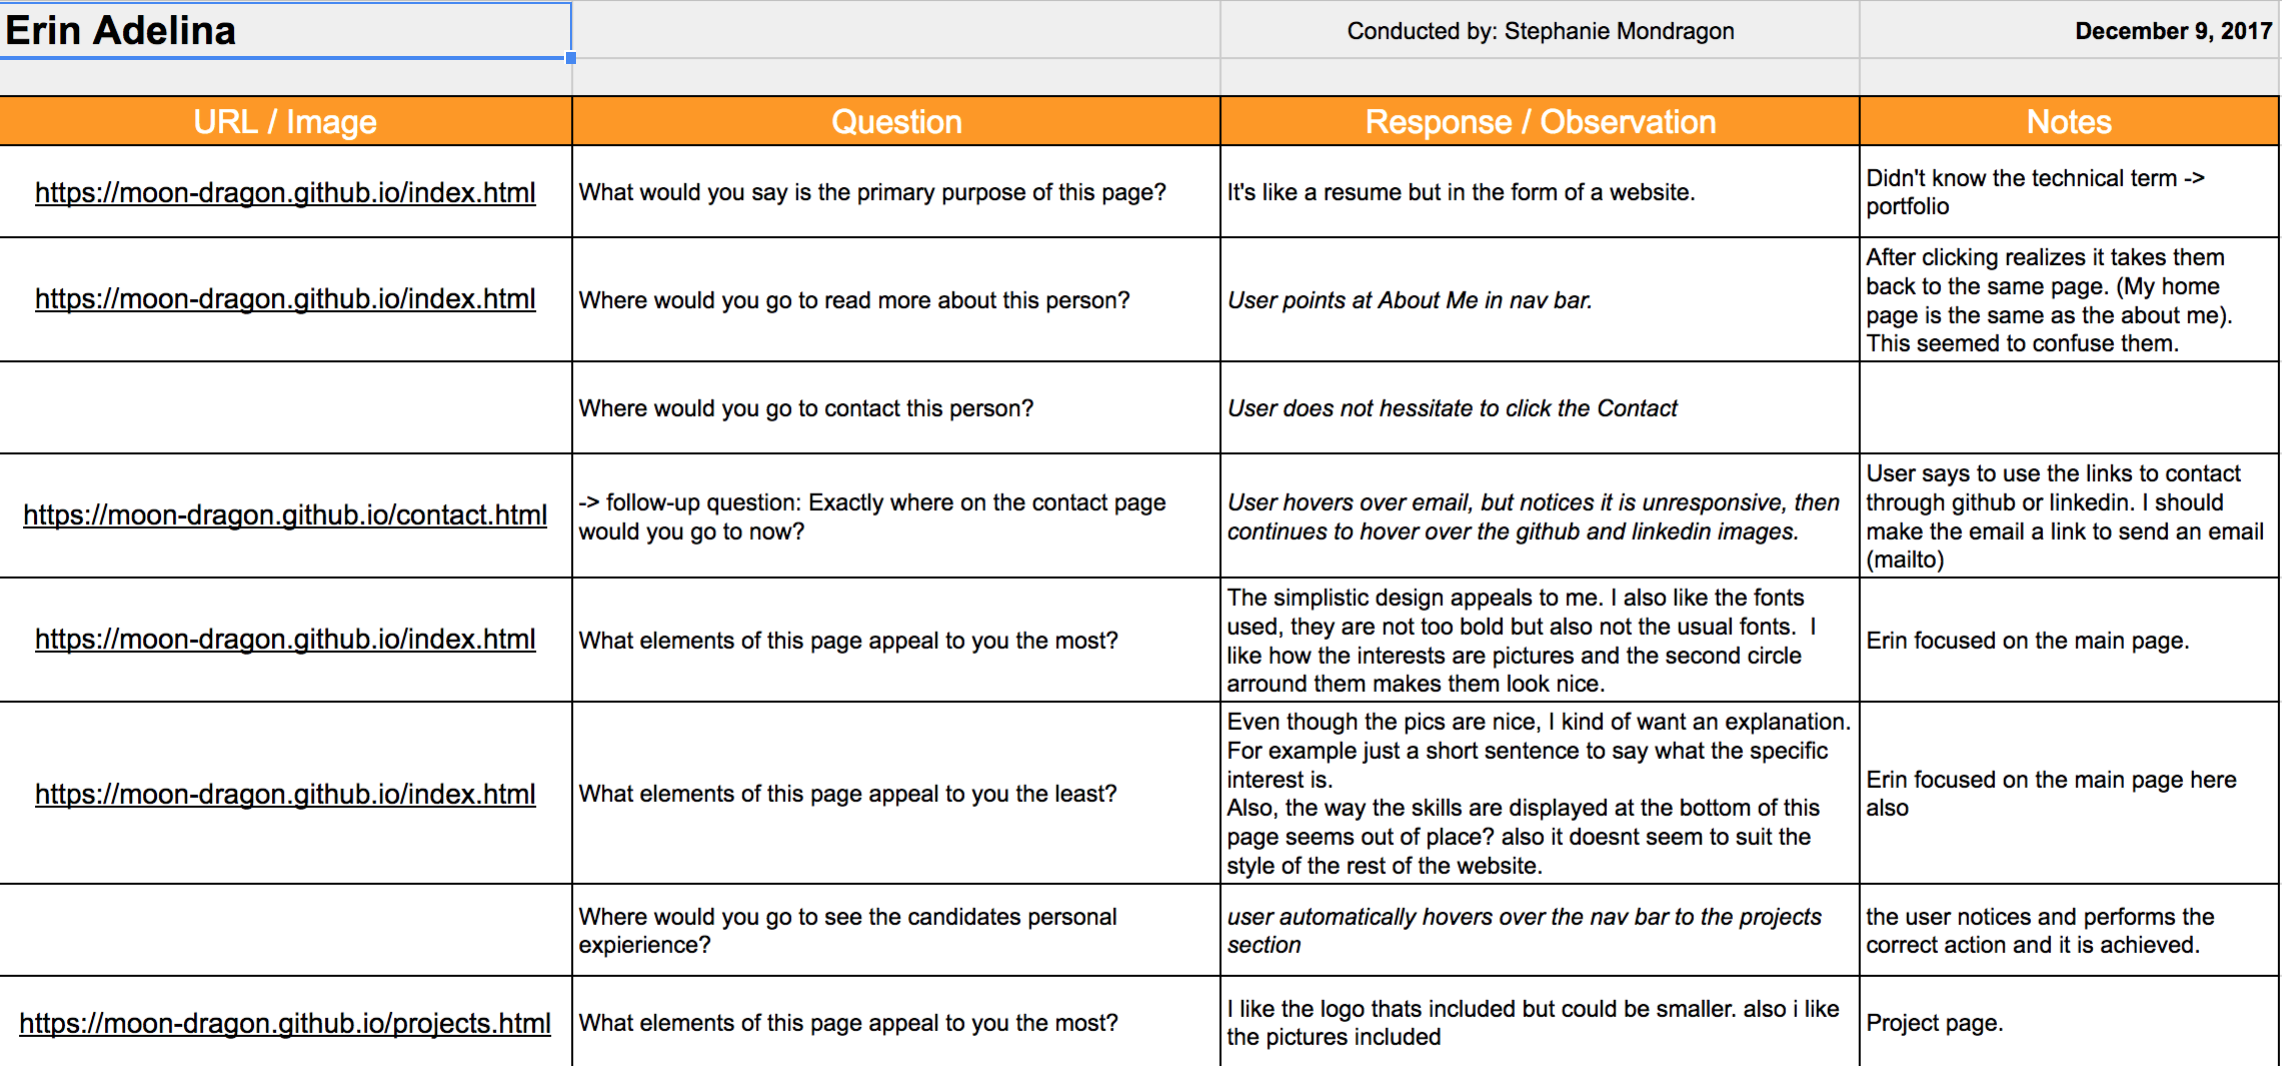 Erin Adelina
Conducted by: Stephanie Mondragon
December 9, 2017
URL / Image
Question
Response / Observation
Notes
https://moon-dragon.github.io/index.html
What would you say is the primary purpose of this page?
It's like a resume but in the form of a website.
Didn't know the technical term ->
portfolio
https://moon-dragon.github.io/index.html
Where would you go to read more about this person?
User points at About Me in nav bar.
After clicking realizes it takes them
back to the same page. (My home
page is the same as the about me).
This seemed to confuse them.
Where would you go to contact this person?
User does not hessitate to click the Contact
https://moon-dragon.github.io/contact.html
-> follow-up question: Exactly where on the contact page
would you go to now?
User hovers over email, but notices it is unresponsive, then
continues to hover over the github and linkedin images.
User says to use the links to contact
through github or linkedin. I should
make the email a link to send an email
(mailto)
https://moon-dragon.github.io/index.html
What elements of this page appeal to you the most?
The simplistic design appeals to me. I also like the fonts
used, they are not too bold but also not the usual fonts.  I
like how the interests are pictures and the second circle
arround them makes them look nice.
Erin focused on the main page.
https://moon-dragon.github.io/index.html
What elements of this page appeal to you the least?
Even though the pics are nice, I kind of want an explanation.
For example just a short sentence to say what the specific
interest is.
Also, the way the skills are displayed at the bottom of this
page seems out of place? also it doesnt seem to suit the
style of the rest of the website.
Erin focused on the main page here
also
Where would you go to see the candidates personal
expierience?
user automatically hovers over the nav bar to the projects
section
the user notices and performs the
correct action and it is achieved.
https://moon-dragon.github.io/projects.html
What elements of this page appeal to you the most?
I like the logo thats included but could be smaller. also i like
the pictures included
Project page.